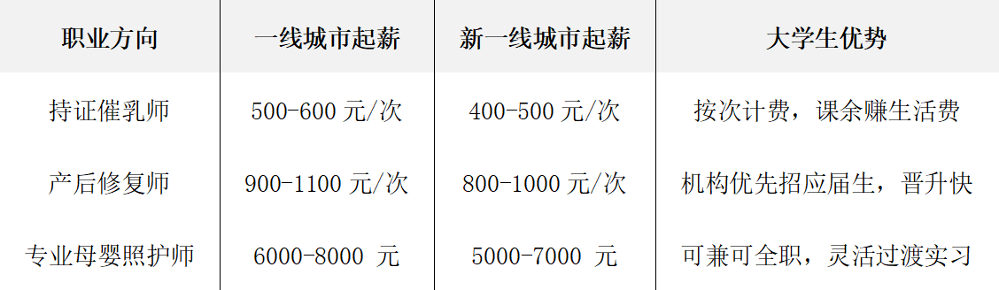 职业方向 一线城市起薪 新一线城市起薪 大学生优势
持证催乳师 500-600 元/次 400-500 元/次 按次计费，课余赚生活费
产后修复师 900-1100 元/次 800-1000 元/次 机构优先招应届生，晋升快
专业母婴照护师 6000-8000 元 5000-7000 元 可兼可全职，灵活过渡实习